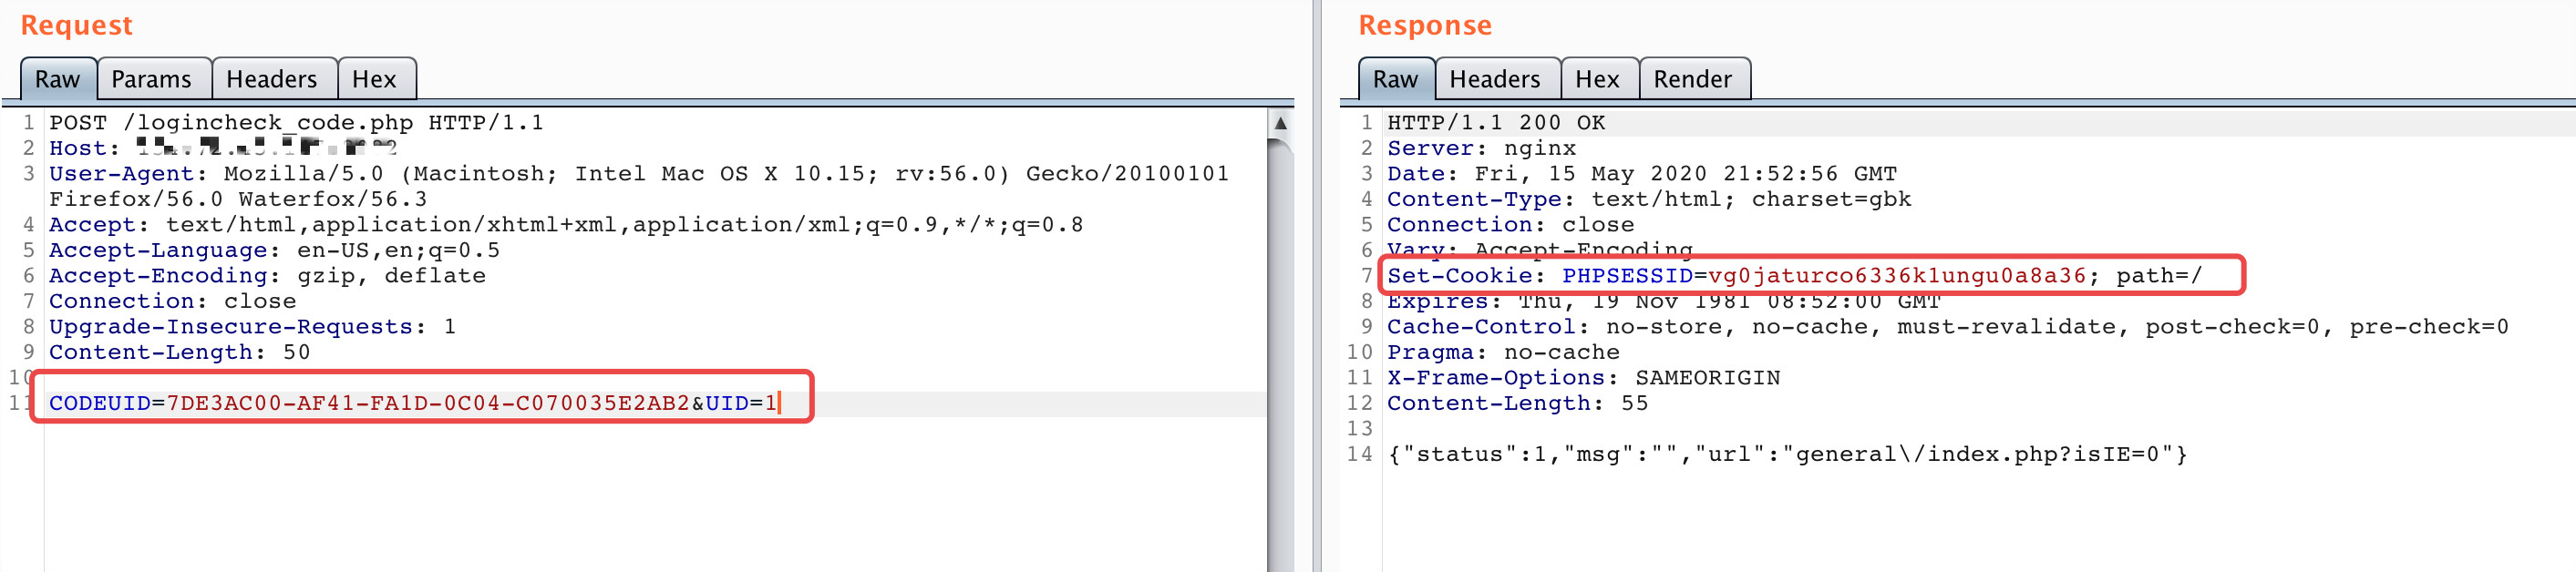 Request
Raw Params Headers Hex
1 POST /logincheck_code.php HTTP/1.1
2 Host:
3 User-Agent: Mozilla/5.0 (Macintosh; Intel Mac OS X 10.15; rv:56.0) Gecko/20100101
Firefox/56.0 Waterfox/56.3
4 Accept: text/html,application/xhtml+xml,application/xml;q=0.9,*/*;q=0.8
5 Accept-Language: en-US,en;q=0.5
6 Accept-Encoding: gzip, deflate
7 Connection: close
8 Upgrade-Insecure-Requests: 1
9 Content-Length: 50
10
11 CODEUID=7DE3AC00-AF41-FA1D-0C04-C070035E2AB2&UID=1
Response
Raw Headers Hex Render
1 HTTP/1.1 200 OK
2 Server: nginx
3 Date: Fri, 15 May 2020 21:52:56 GMT
4 Content-Type: text/html; charset=gbk
5 Connection: close
6 Vary: Accept-Encoding
7 Set-Cookie: PHPSESSID=vg0jaturco6336k1ungu0a8a36; path=/
8 Expires: Thu, 19 Nov 1981 08:52:00 GMT
9 Cache-Control: no-store, no-cache, must-revalidate, post-check=0, pre-check=0
10 Pragma: no-cache
11 X-Frame-Options: SAMEORIGIN
12 Content-Length: 55
13
14 {"status":1,"msg":"","url":"general\/index.php?isIE=0"}